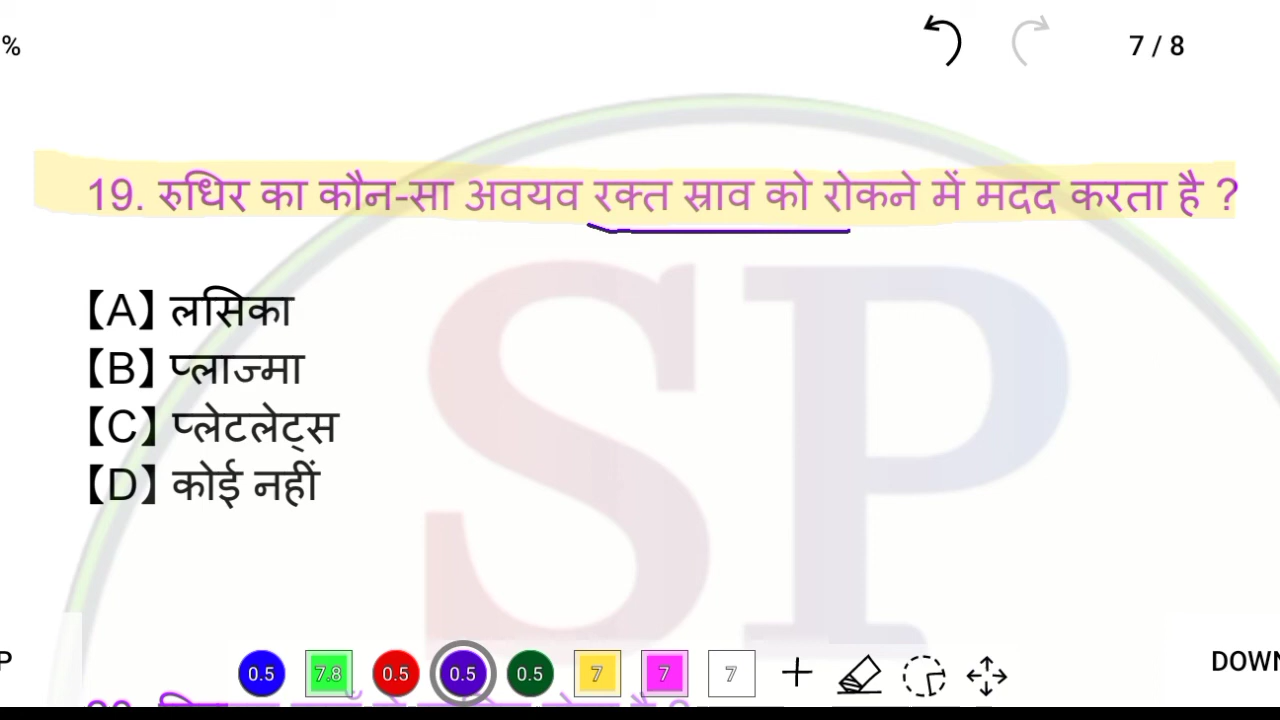 %
7 / 8
19. रुधिर का कौन-सा अवयव रक्त स्राव को रोकने में मदद करता है ?
【A】 लसिका
【B】 प्लाज्मा
【C】 प्लेटलेट्स
【D】 कोई नहीं
SP
P
0.5 7.8 0.5 0.5 0.5 7 7 7
DOWN